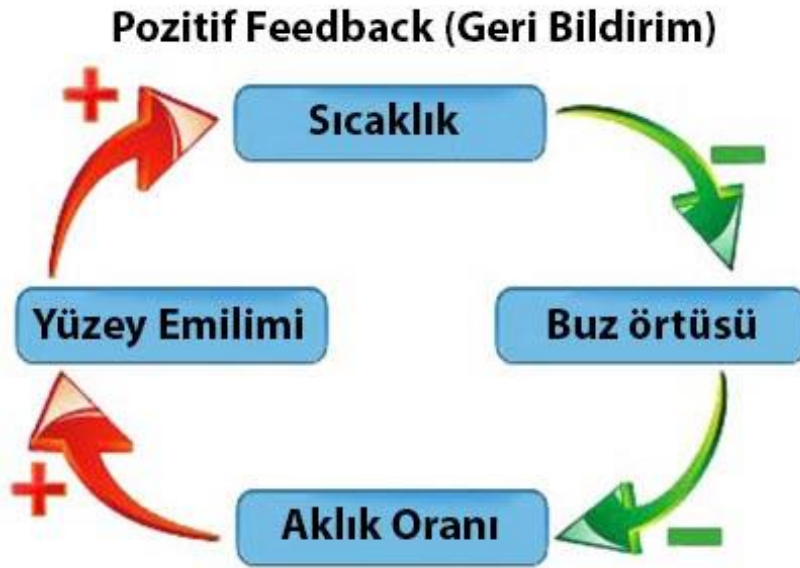 Pozitif Feedback (Geri Bildirim)
Sıcaklık
Buz örtüsü
Aklık Oranı
Yüzey Emilimi